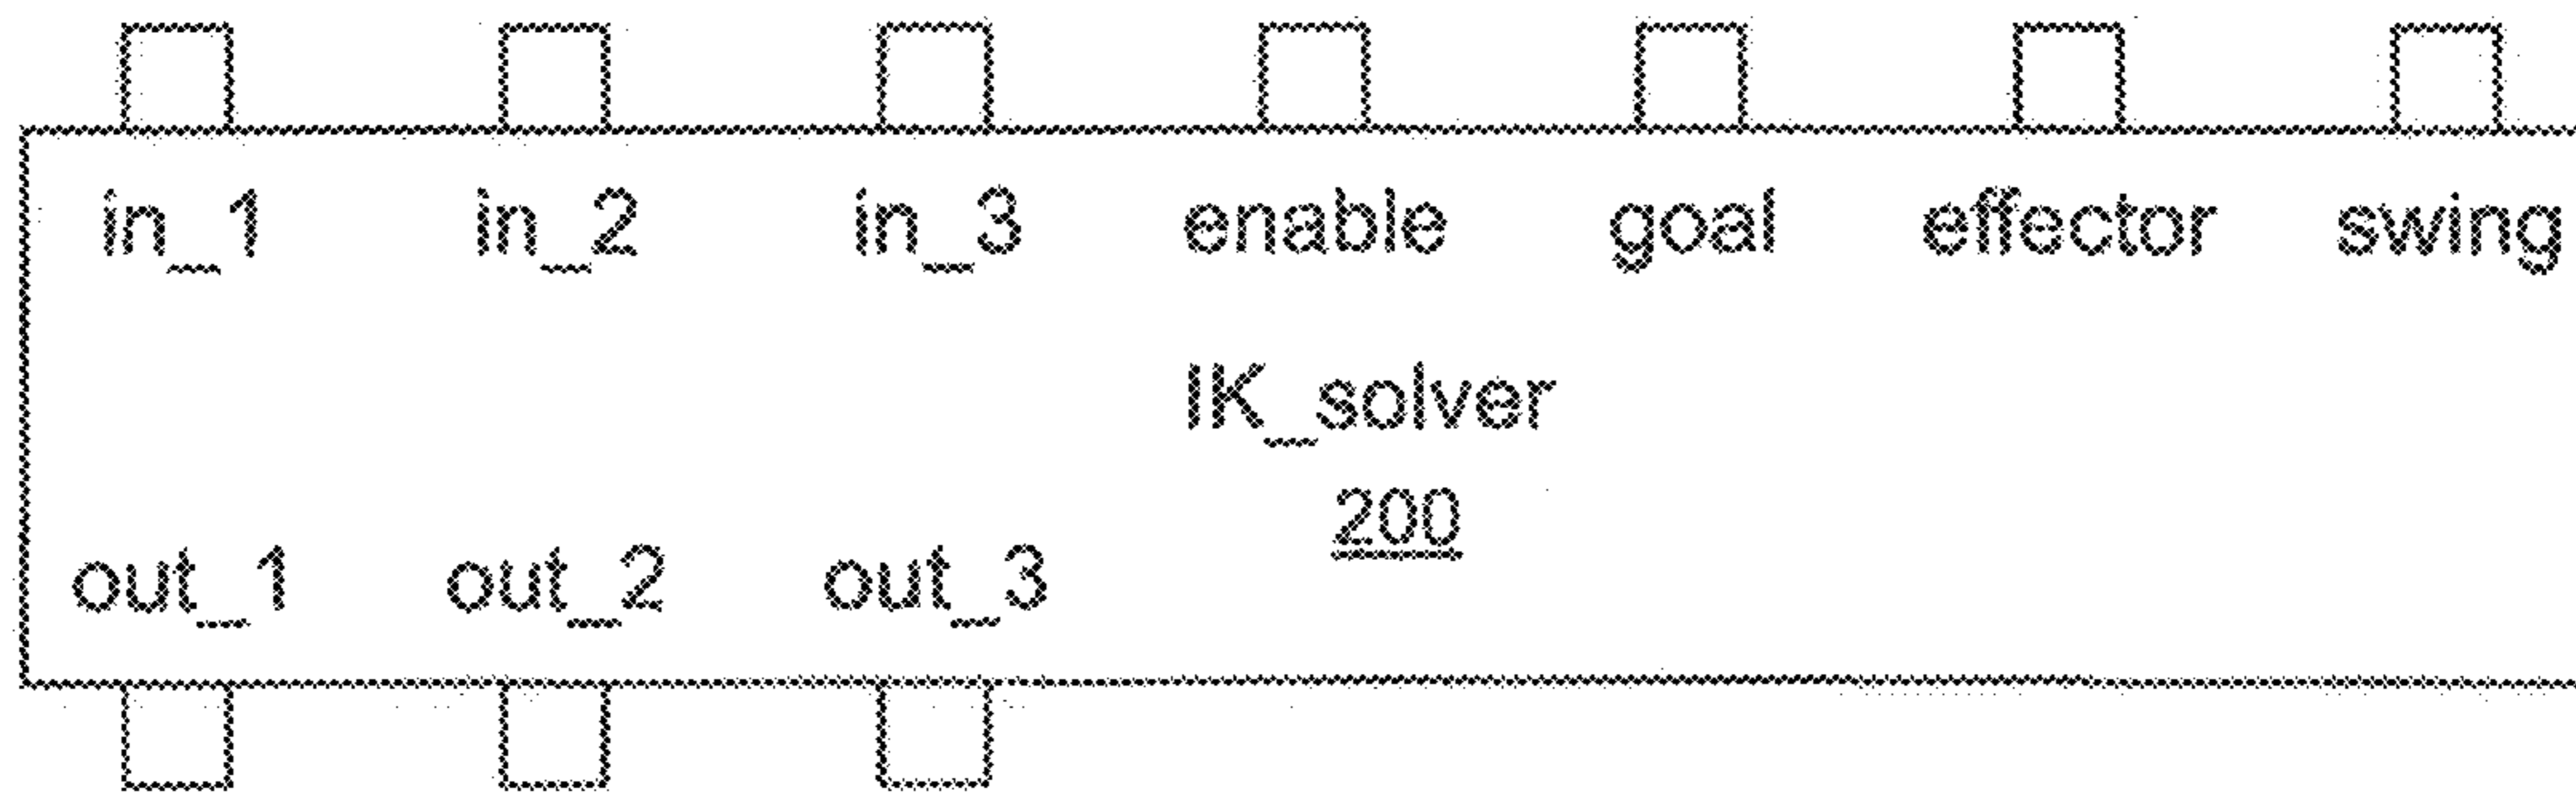 in_1 in_2 in_3 enable goal effector swing
IK_solver
200
out_1 out_2 out_3